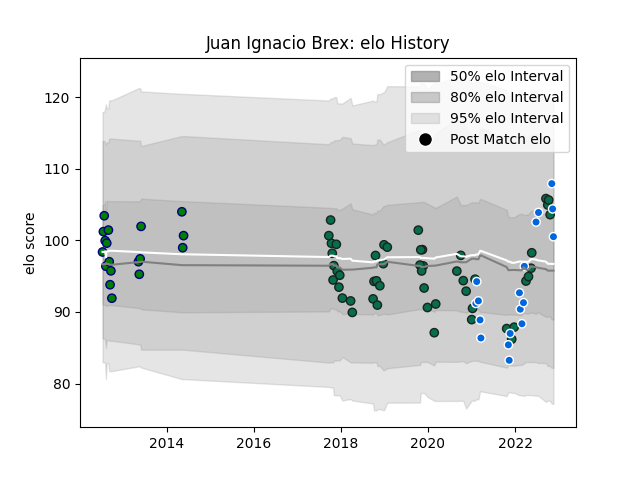 Juan Ignacio Brex: elo History
50% elo Interval
80% elo Interval
95% elo Interval
Post Match elo
elo score
120
110
100
90
80
2014
2016
2018
2020
2022